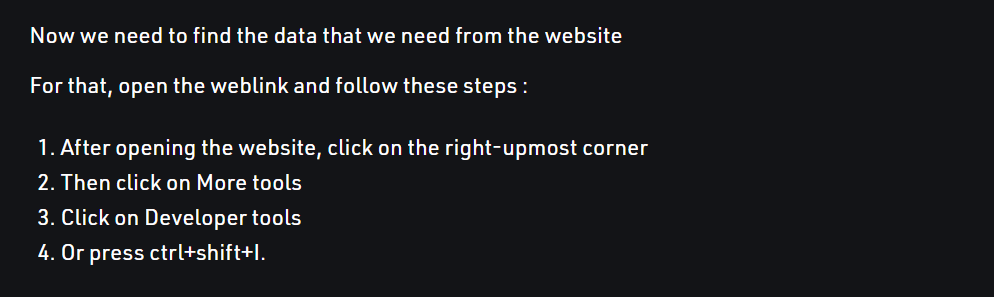 Now we need to find the data that we need from the website
For that, open the weblink and follow these steps :
1. After opening the website, click on the right-upmost corner
2. Then click on More tools
3. Click on Developer tools
4. Or press ctrl+shift+I.